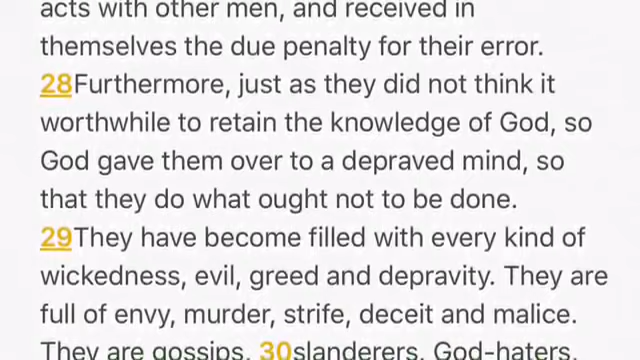 acts with other men, and received in
themselves the due penalty for their error.
28Furthermore, just as they did not think it
worthwhile to retain the knowledge of God, so
God gave them over to a depraved mind, so
that they do what ought not to be done.
29They have become filled with every kind of
wickedness, evil, greed and depravity. They are
full of envy, murder, strife, deceit and malice.
They are gossips, 30slanderers, God-haters,